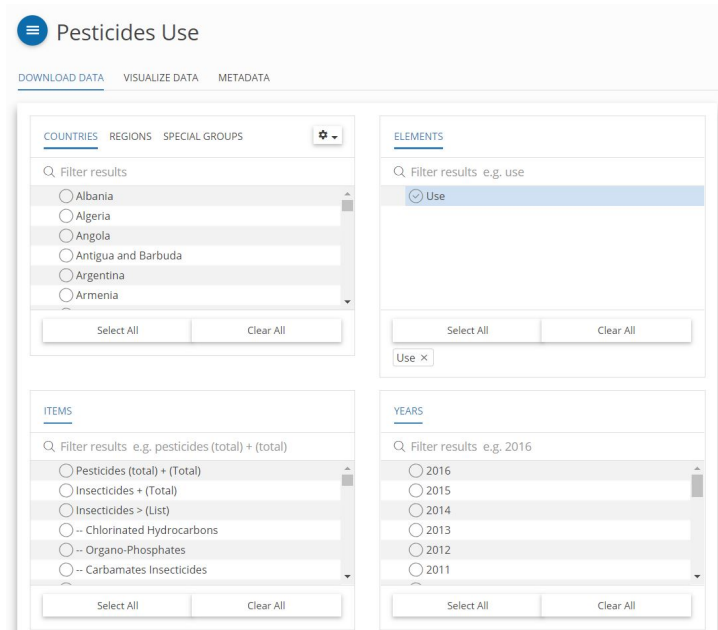 Pesticides Use
DOWNLOAD DATA VISUALIZE DATA METADATA
COUNTRIES REGIONS SPECIAL GROUPS
Filter results
Albania
Algeria
Angola
Antigua and Barbuda
Argentina
Armenia
Select All Clear All
ELEMENTS
Filter results e.g. use
Use
Select All Clear All
Use ×
ITEMS
Filter results e.g. pesticides (total) + (total)
Pesticides (total) + (Total)
Insecticides + (Total)
Insecticides > (List)
-- Chlorinated Hydrocarbons
-- Organo-Phosphates
-- Carbamates Insecticides
Select All Clear All
YEARS
Filter results e.g. 2016
2016
2015
2014
2013
2012
2011
Select All Clear All